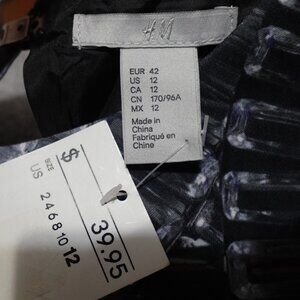 H&M
EUR 42
US 12
CA 12
CN 170/96A
MX 12
Made in
China
Fabriqué en
Chine
$ 39.95
SIZE
US 2 4 6 8 10 12